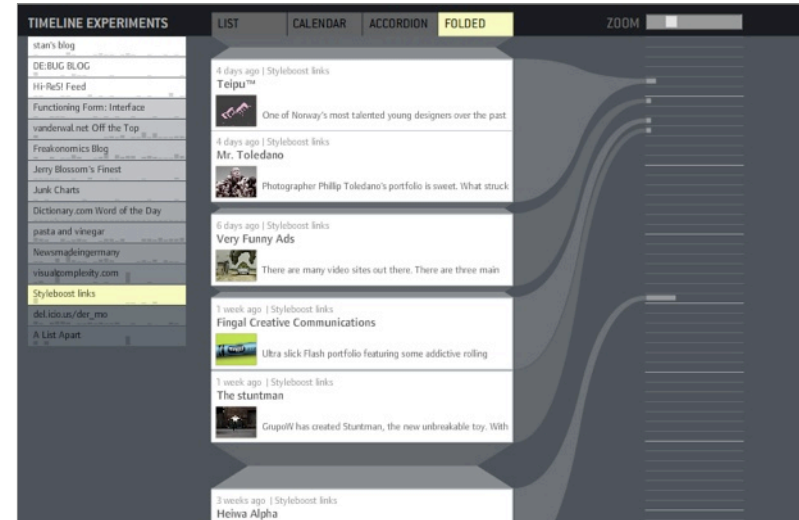 TIMELINE EXPERIMENTS
LIST
CALENDAR
ACCORDION
FOLDED
ZOOM
stan's blog
DE:BUG BLOG
Hi-ReS! Feed
Functioning Form: Interface
vanderwal.net Off the Top
Freakonomics Blog
Jerry Blossom's Finest
Junk Charts
Dictionary.com Word of the Day
pasta and vinegar
Newsmadeingermany
visualcomplexity.com
Styleboost links
del.icio.us/der_mo
A List Apart
4 days ago | Styleboost links
Teipu™
One of Norway's most talented young designers over the past
4 days ago | Styleboost links
Mr. Toledano
Photographer Phillip Toledano's portfolio is sweet. What struck
6 days ago | Styleboost links
Very Funny Ads
There are many video sites out there. There are three main
1 week ago | Styleboost links
Fingal Creative Communications
Ultra slick Flash portfolio featuring some addictive rolling
1 week ago | Styleboost links
The stuntman
GrupoW has created Stuntman, the new unbreakable toy. With
3 weeks ago | Styleboost links
Heiwa Alpha